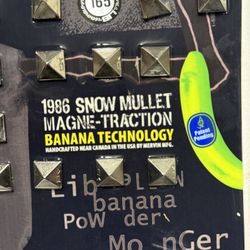 165
1986 SNOW MULLET
MAGNE-TRACTION
BANANA TECHNOLOGY
HANDCRAFTED NEAR CANADA IN THE USA BY MERVIN MFG.
Patent
Pending
Lib
banana
PoW der
Mo nGer